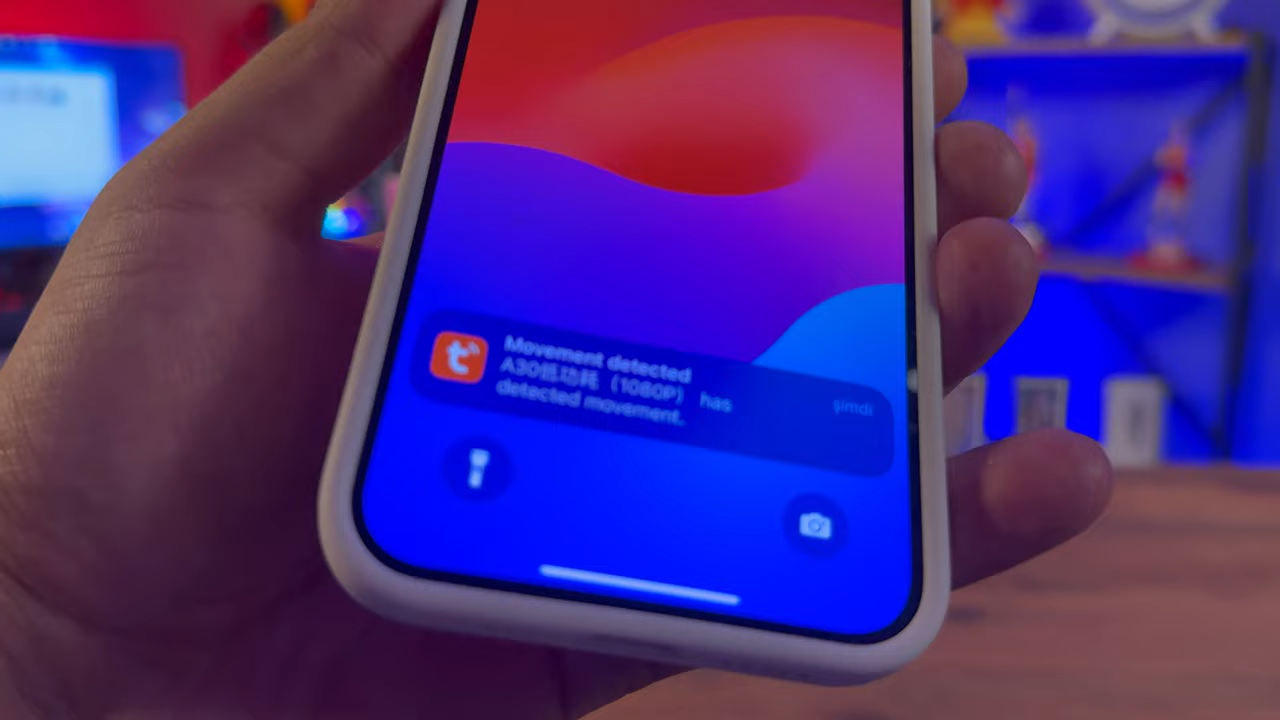 Movement detected
şimdi
A30低功耗（1080P） has
detected movement.